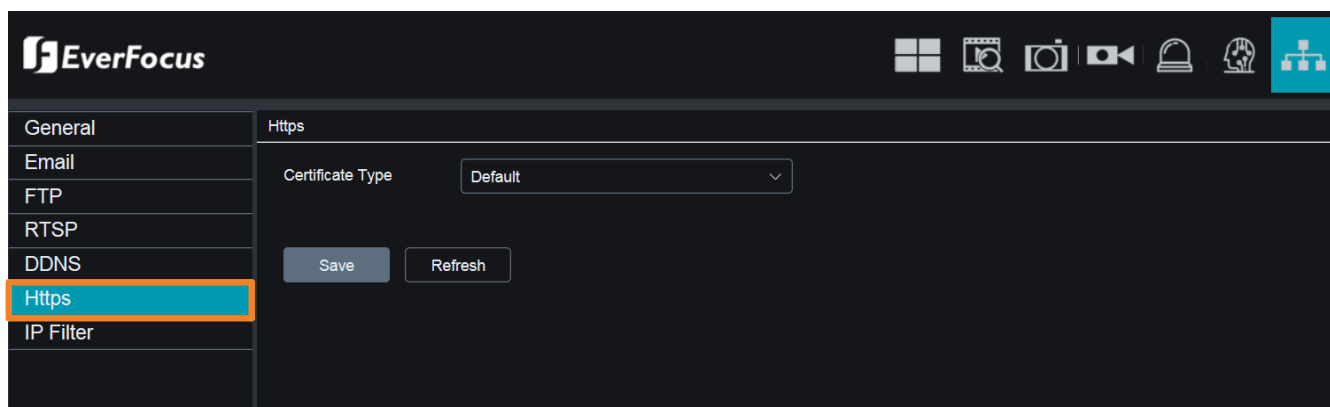 EverFocus
General
Email
FTP
RTSP
DDNS
Https
IP Filter
Https
Certificate Type Default
Save Refresh